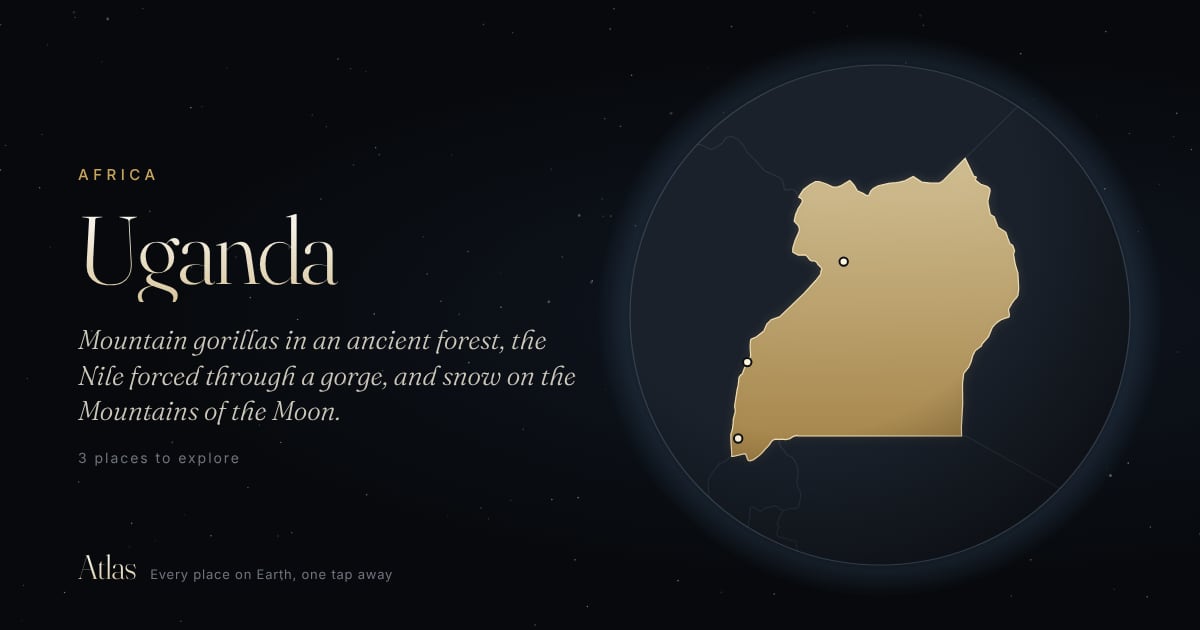 AFRICA
Uganda
Mountain gorillas in an ancient forest, the
Nile forced through a gorge, and snow on the
Mountains of the Moon.
3 places to explore
Atlas Every place on Earth, one tap away